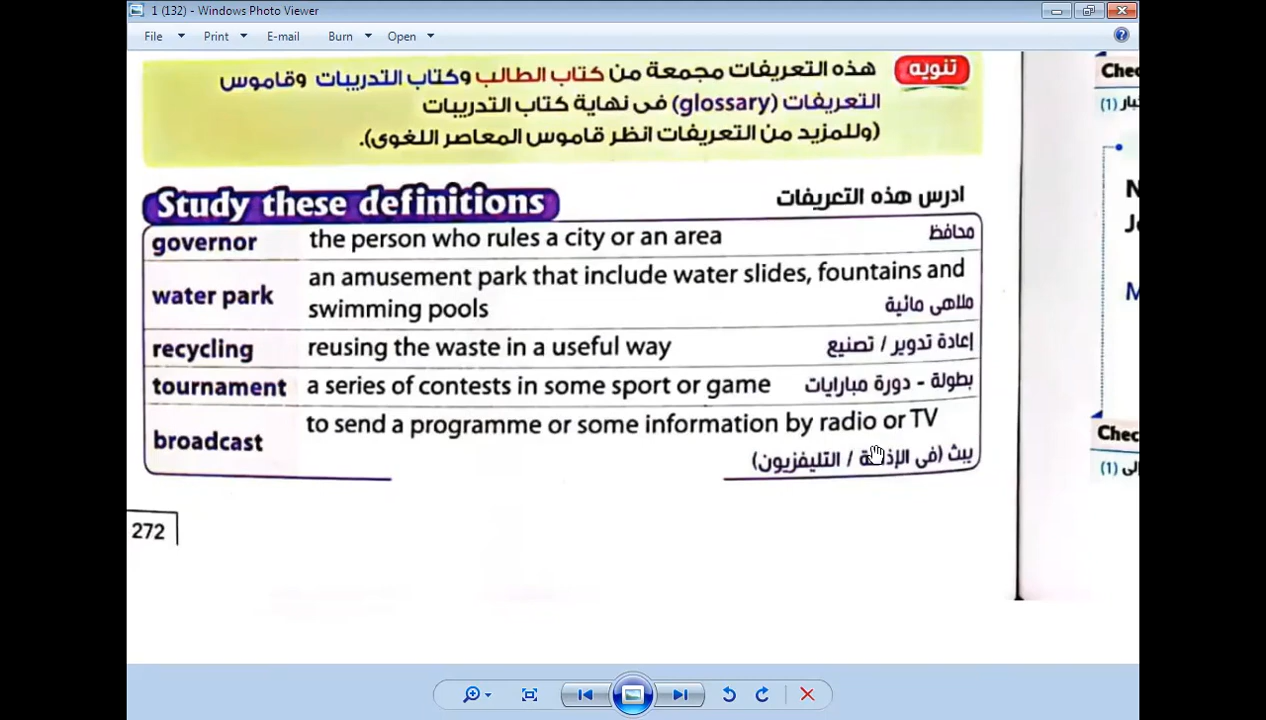 1 (132) - Windows Photo Viewer
File Print E-mail Burn Open
تنويه
هذه التعريفات مجمعة من كتاب الطالب وكتاب التدريبات وقاموس
التعريفات (glossary) فى نهاية كتاب التدريبات
(وللمزيد من التعريفات انظر قاموس المعاصر اللغوى).
Study these definitions ادرس هذه التعريفات
governor the person who rules a city or an area محافظ
water park an amusement park that include water slides, fountains and
swimming pools ملاهى مائية
recycling reusing the waste in a useful way إعادة تدوير / تصنيع
tournament a series of contests in some sport or game بطولة - دورة مباريات
broadcast to send a programme or some information by radio or TV
يبث (فى الإذاعة / التليفزيون)
272
Chec
(1)
N
Jo
M
Chec
(1)